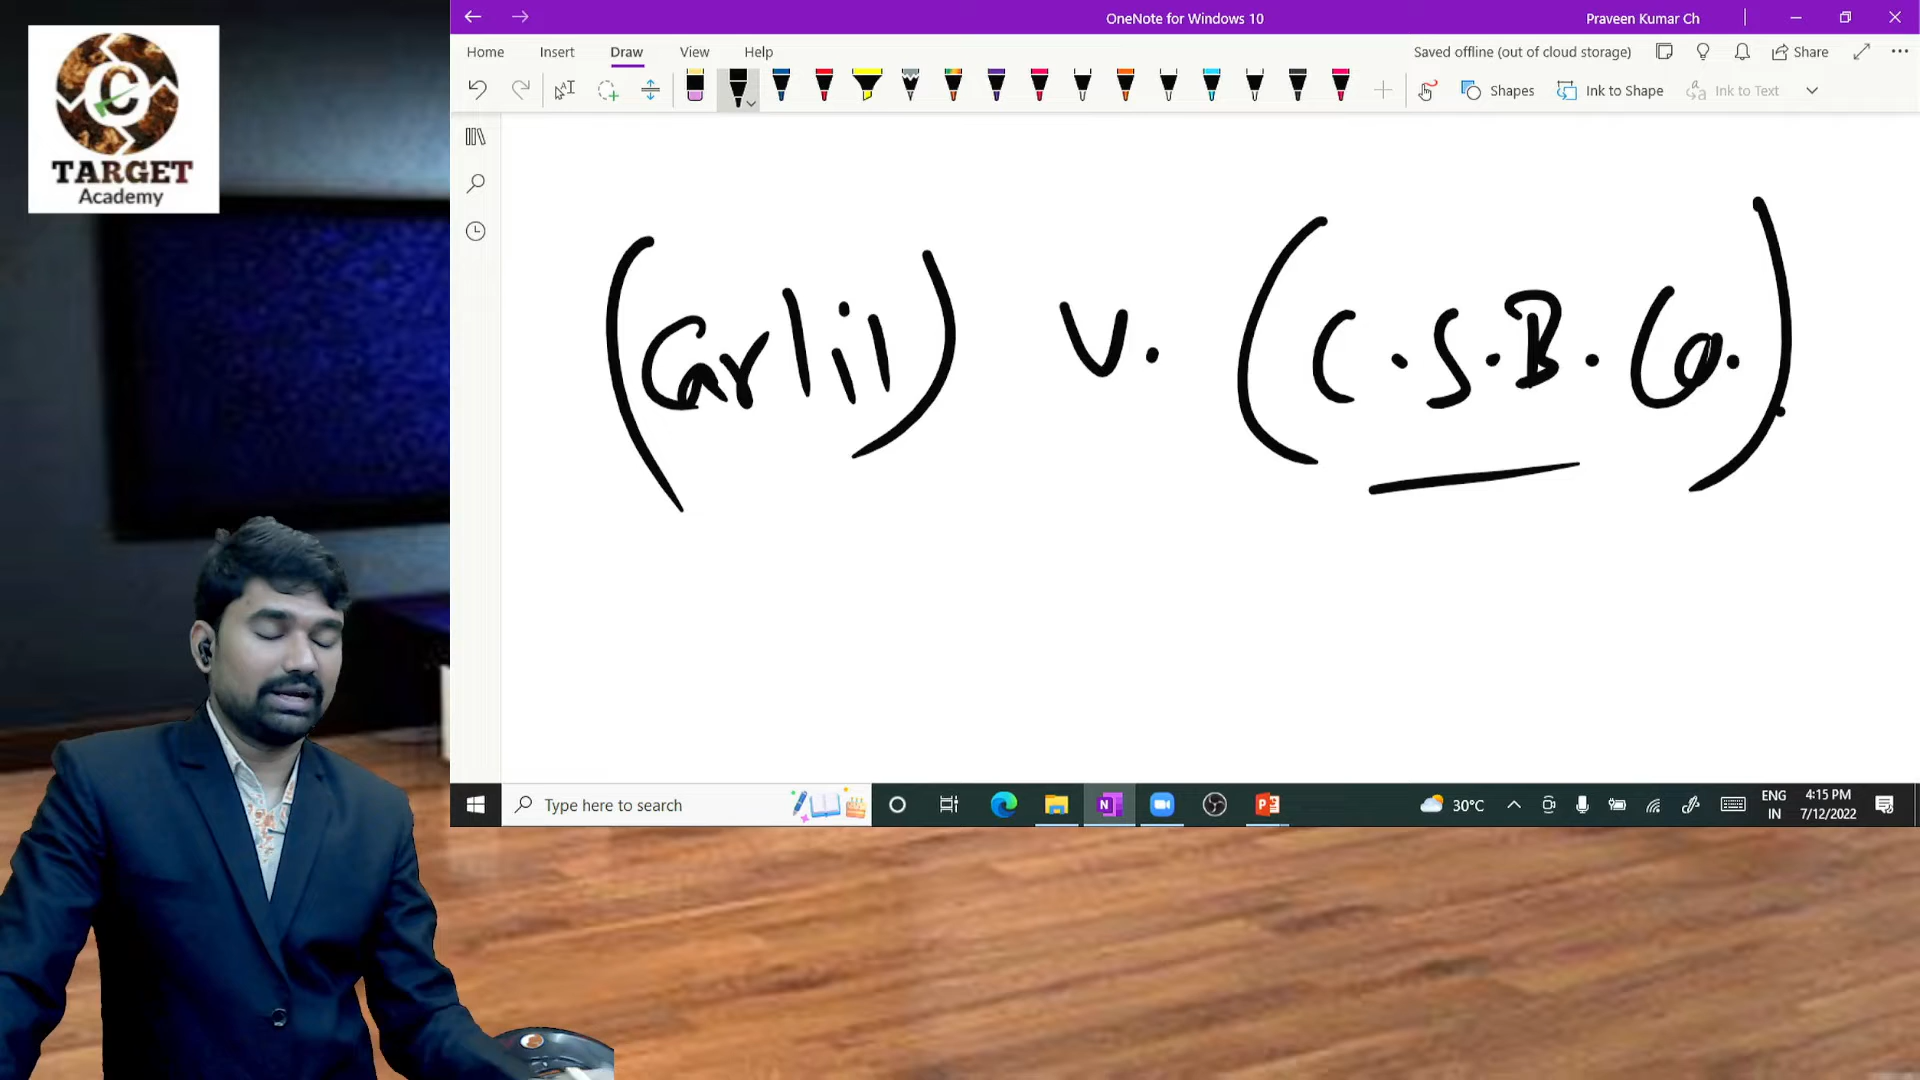 OneNote for Windows 10
Praveen Kumar Ch
Home Insert Draw View Help
Saved offline (out of cloud storage)
Share
Shapes
Ink to Shape
Ink to Text
C
TARGET
Academy
(Carlil) V. (C.S.B.Co.)
Type here to search
30°C
ENG
IN
4:15 PM
7/12/2022